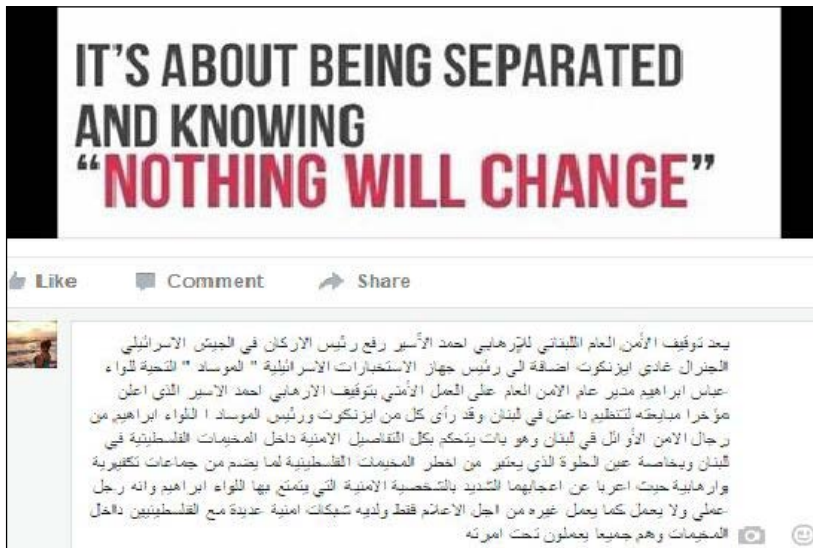 IT'S ABOUT BEING SEPARATED
AND KNOWING
“NOTHING WILL CHANGE”
Like Comment Share
بعد توقيف الأمن العام اللبناني للإرهابي احمد الأسير رفع رئيس الاركان في الجيش الاسرائيلي
الجنرال غادي ايزنكوت اضافة الى رئيس جهاز الاستخبارات الاسرائيلية " الموساد " التحية للواء
عباس ابراهيم مدير عام الامن العام على العمل الأمني بتوقيف الارهابي احمد الاسير الذي اعلن
مؤخرا مبايعته لتنظيم داعش في لبنان وقد رأى كل من ايزنكوت ورئيس الموساد ا اللواء ابراهيم من
رجال الامن الأوائل في لبنان وهو بات يتحكم بكل التفاصيل الامنية داخل المخيمات الفلسطينية في
لبنان وبخاصة عين الحلوة الذي يعتبر من اخطر المخيمات الفلسطينية لما يضم من جماعات تكفيرية
وارهابية حيث اعربا عن اعجابهما الشديد بالشخصية الامنية التي يتمتع بها اللواء ابراهيم وانه رجل
عملي ولا يعمل كما يعمل غيره من اجل الاعلام فقط ولديه شبكات امنية عديدة مع الفلسطينيين داخل
المخيمات وهم جميعا يعملون تحت امرته